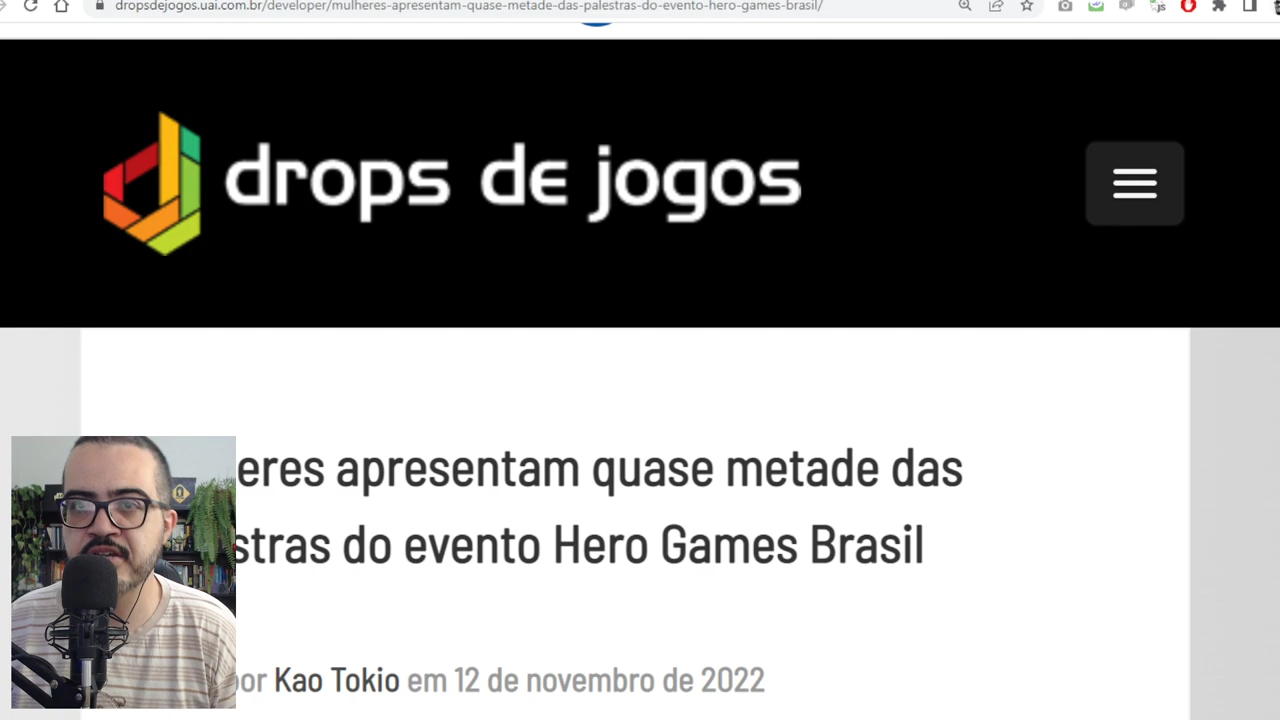 dropsdejogos.uai.com.br/developer/mulheres-apresentam-quase-metade-das-palestras-do-evento-hero-games-brasil/
drops de jogos
eres apresentam quase metade das
stras do evento Hero Games Brasil
por Kao Tokio em 12 de novembro de 2022